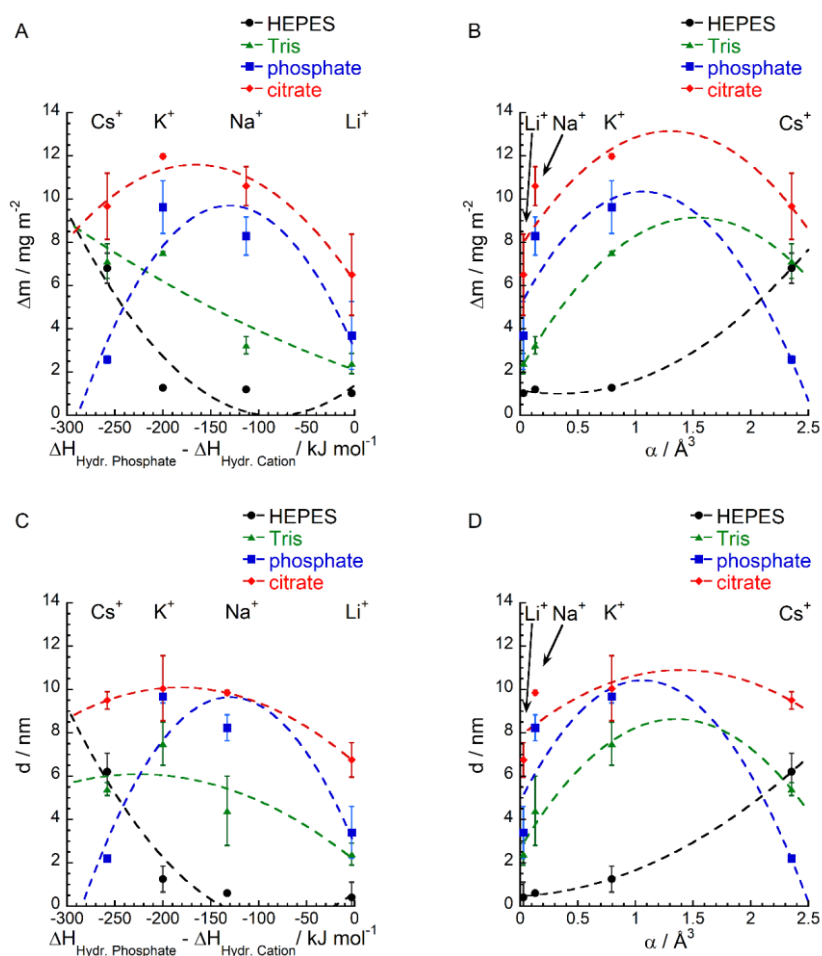 A
HEPES
Tris
phosphate
citrate
Cs+ K+ Na+ Li+
14
12
10
8
6
4
2
0
Δm / mg m-2
-300 -250 -200 -150 -100 -50 0
ΔHHydr. Phosphate - ΔHHydr. Cation / kJ mol-1
B
HEPES
Tris
phosphate
citrate
Li+ Na+ K+ Cs+
14
12
10
8
6
4
2
0
Δm / mg m-2
0 0.5 1 1.5 2 2.5
α / Å3
C
HEPES
Tris
phosphate
citrate
Cs+ K+ Na+ Li+
14
12
10
8
6
4
2
0
d / nm
-300 -250 -200 -150 -100 -50 0
ΔHHydr. Phosphate - ΔHHydr. Cation / kJ mol-1
D
HEPES
Tris
phosphate
citrate
Li+ Na+ K+ Cs+
14
12
10
8
6
4
2
0
d / nm
0 0.5 1 1.5 2 2.5
α / Å3